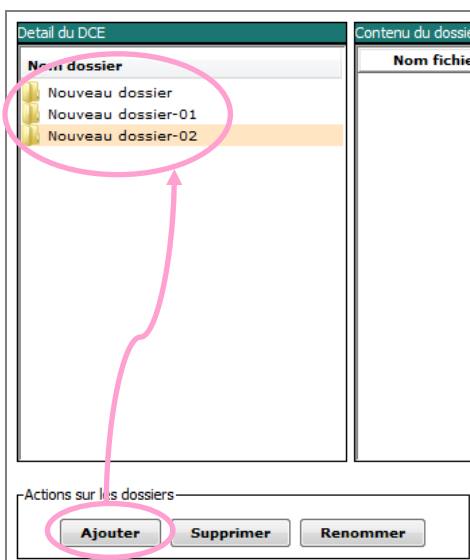 Detail du DCE
Nom dossier
Nouveau dossier
Nouveau dossier-01
Nouveau dossier-02
Contenu du dossie
Nom fichie
Actions sur les dossiers
Ajouter Supprimer Renommer